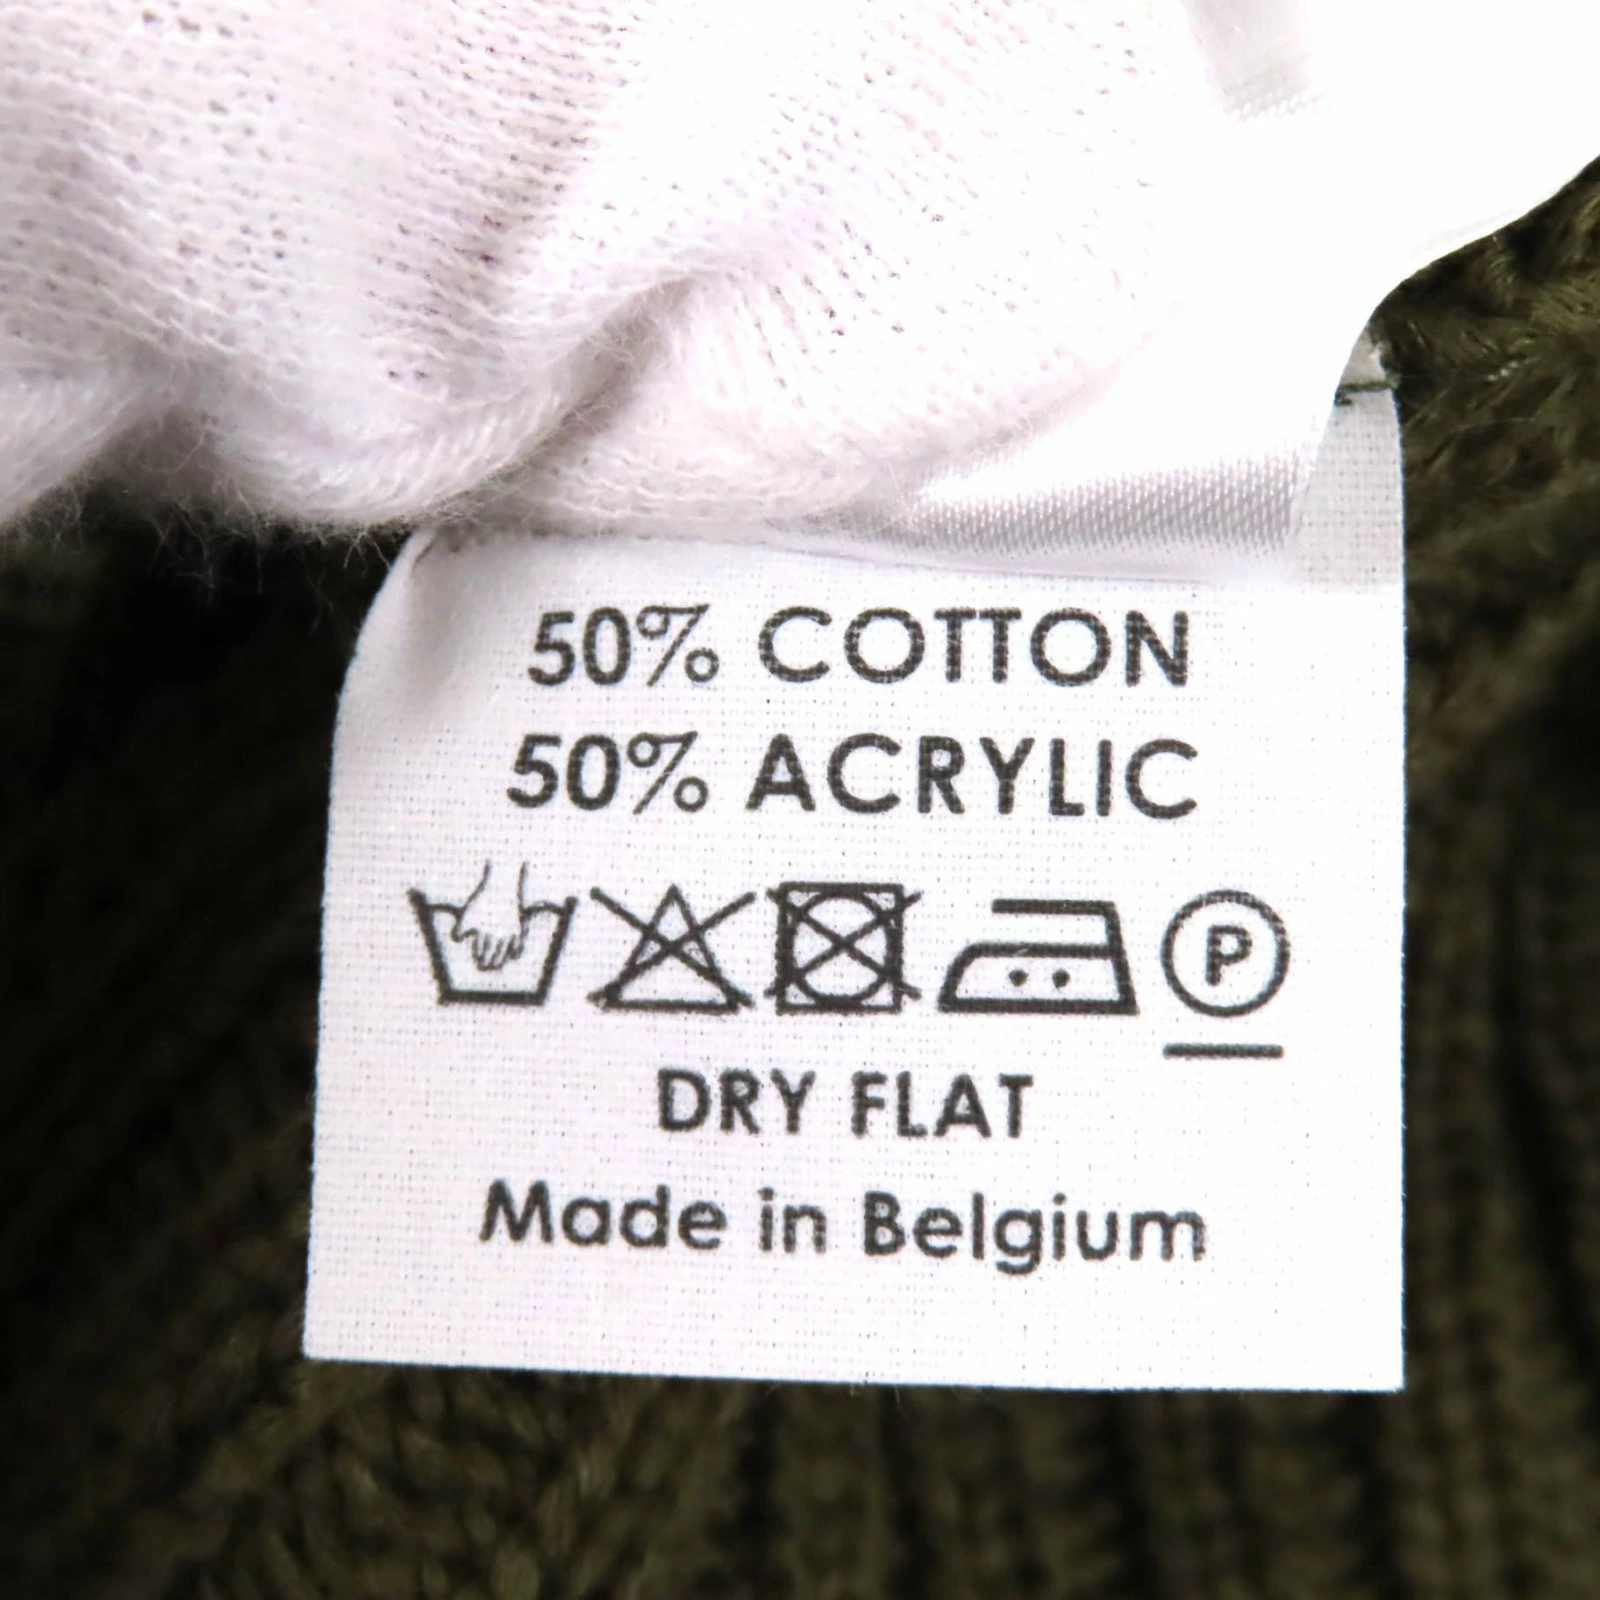 50% COTTON
50% ACRYLIC
P
DRY FLAT
Made in Belgium